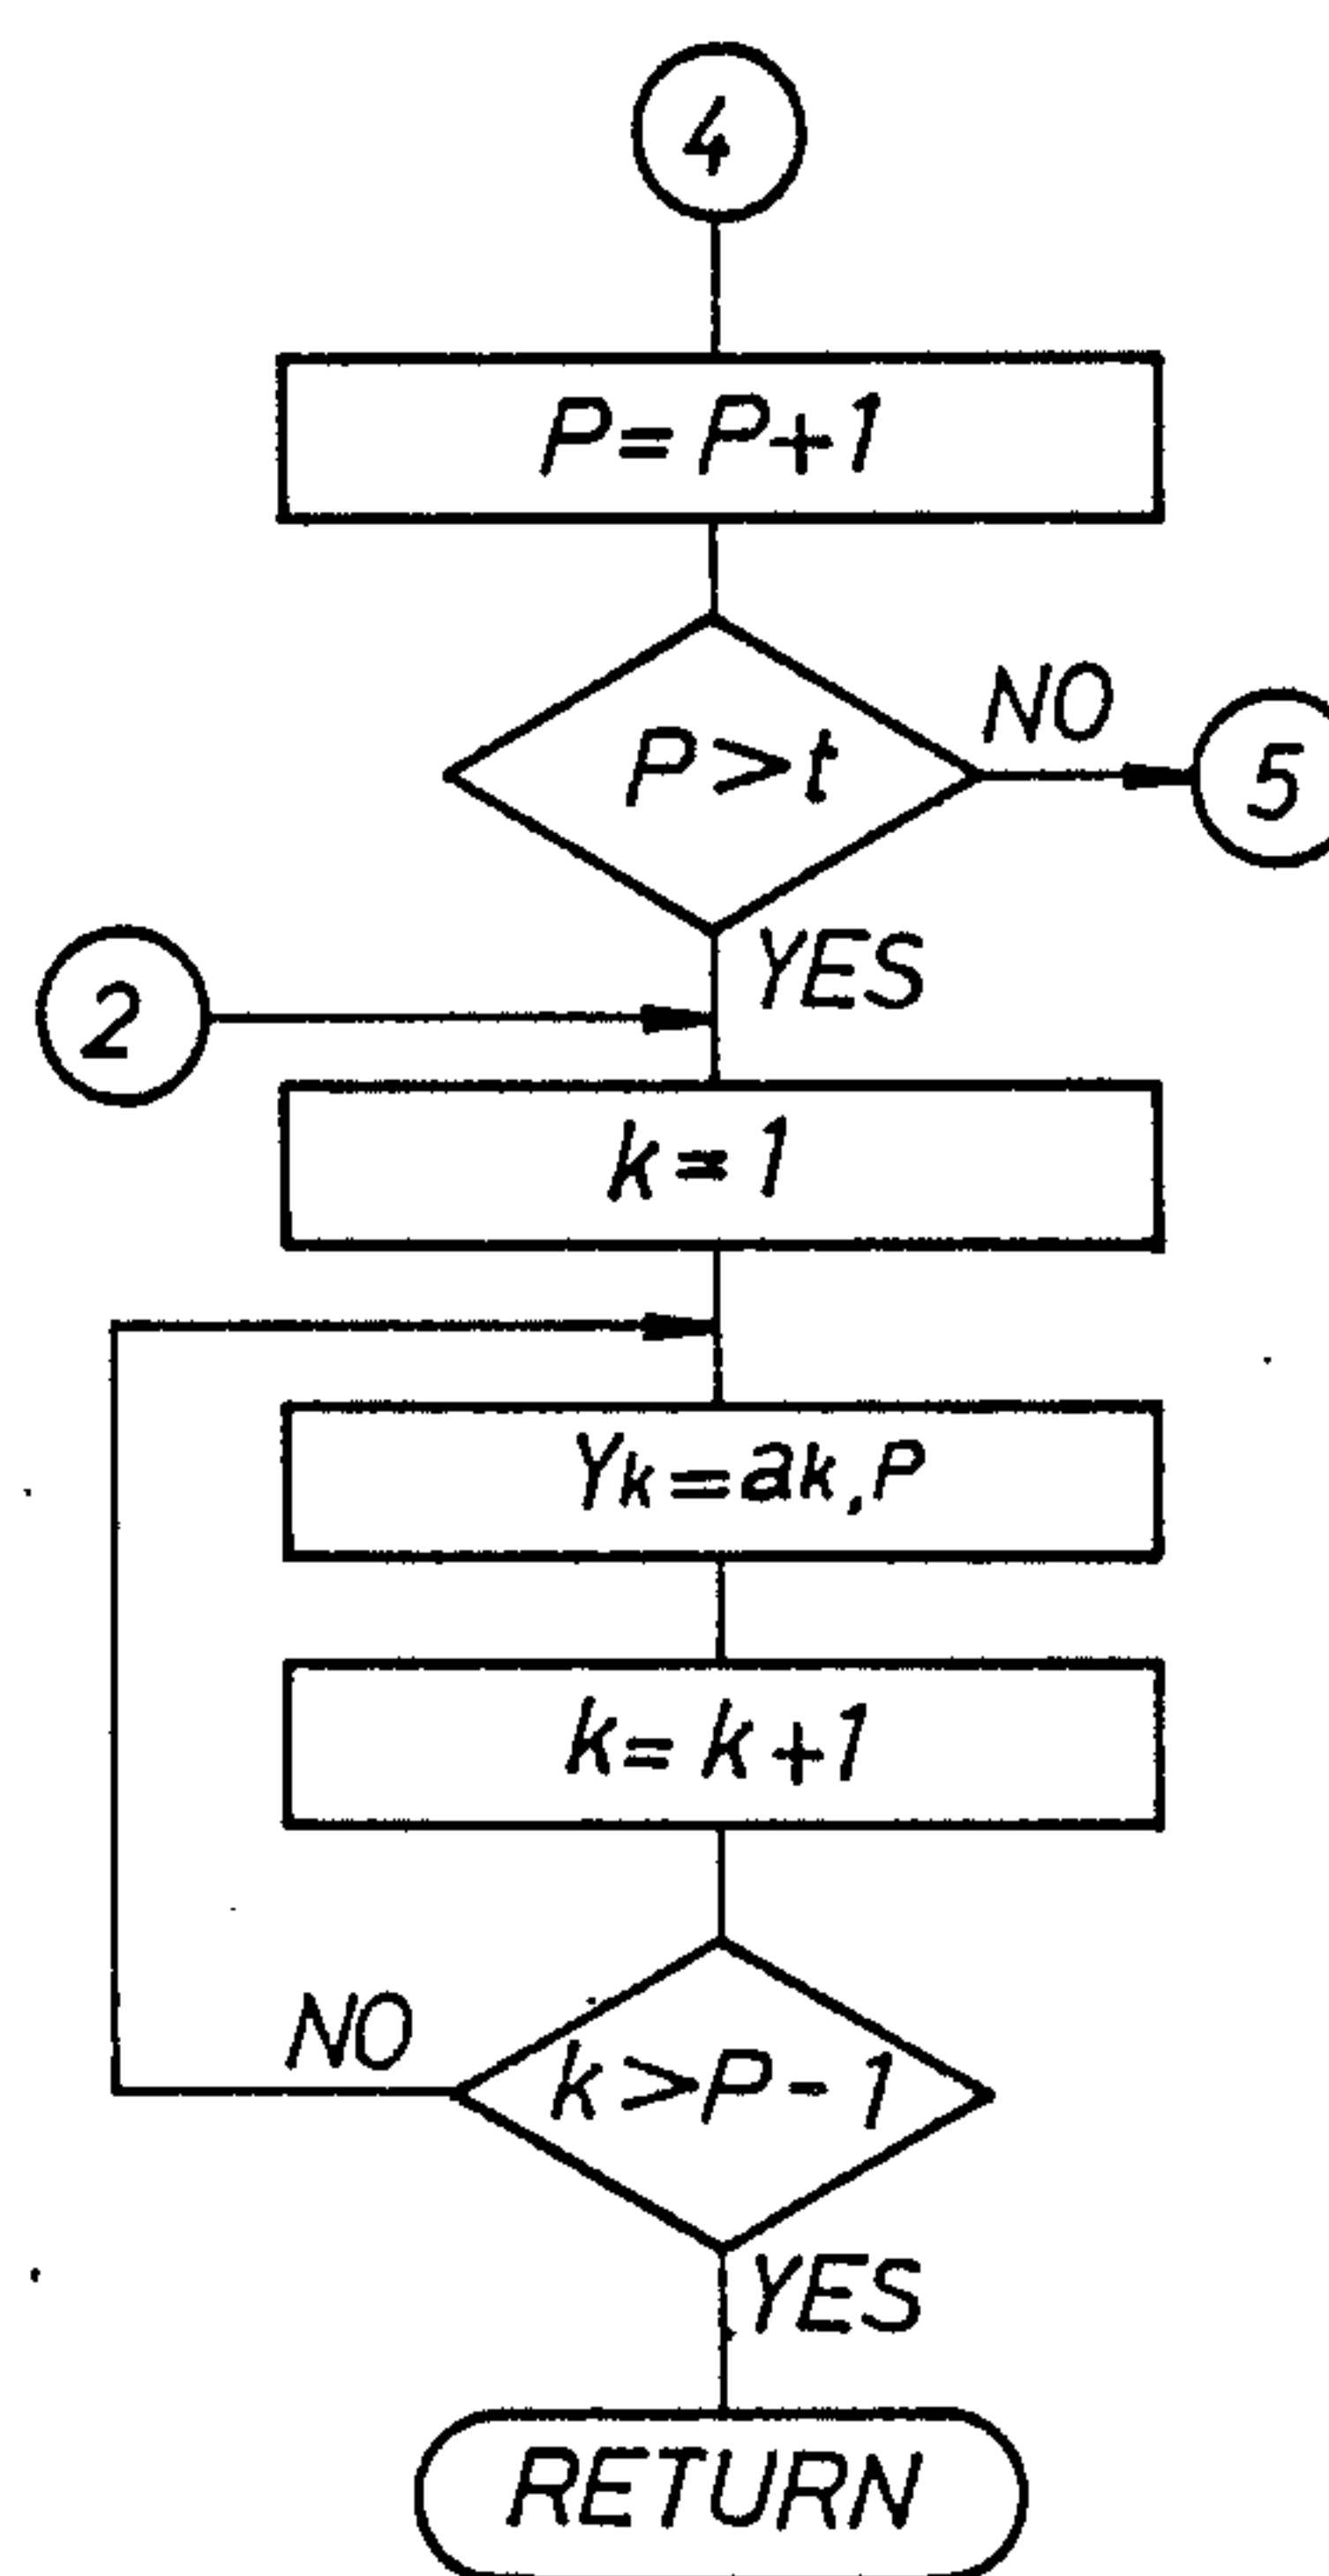 4
P=P+1
P>t
NO
5
YES
2
k=1
Yk=ak,P
k=k+1
NO
k>P-1
YES
RETURN